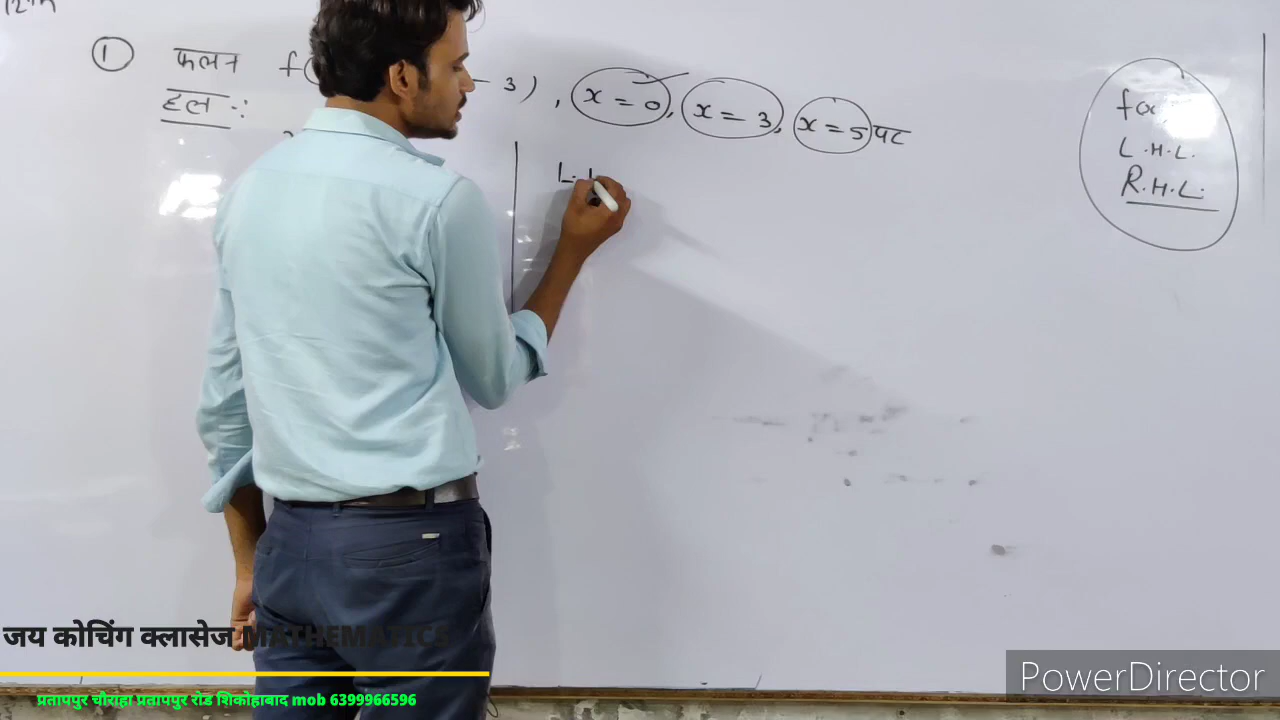 ① फलन f( – 3) , x = 0, x = 3, x = 5 पर
हल :
L.
f(x)
L.H.L.
R.H.L.
जय कोचिंग क्लासेज MATHEMATICS
प्रतापपुर चौराहा प्रतापपुर रोड शिकोहाबाद mob 6399966596
PowerDirector